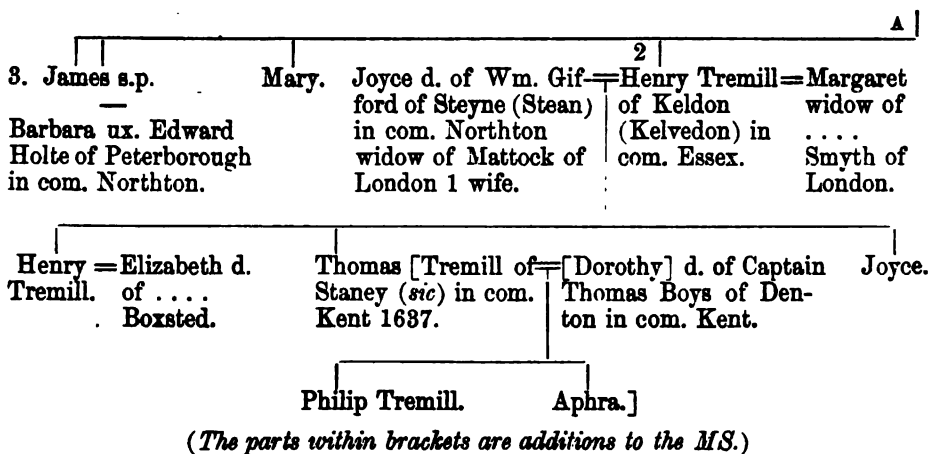 A
2
3. James s.p.
—
Barbara ux. Edward
Holte of Peterborough
in com. Northton.
Mary.
Joyce d. of Wm. Gif-
ford of Steyne (Stean)
in com. Northton
widow of Mattock of
London 1 wife.
=Henry Tremill=
of Keldon
(Kelvedon) in
com. Essex.
Margaret
widow of
. . . .
Smyth of
London.
Henry =
Tremill.
Elizabeth d.
of . . . .
Boxsted.
Thomas [Tremill of=
Staney (sic) in com.
Kent 1637.
[Dorothy] d. of Captain
Thomas Boys of Den-
ton in com. Kent.
Joyce.
Philip Tremill.
Aphra.]
(The parts within brackets are additions to the MS.)